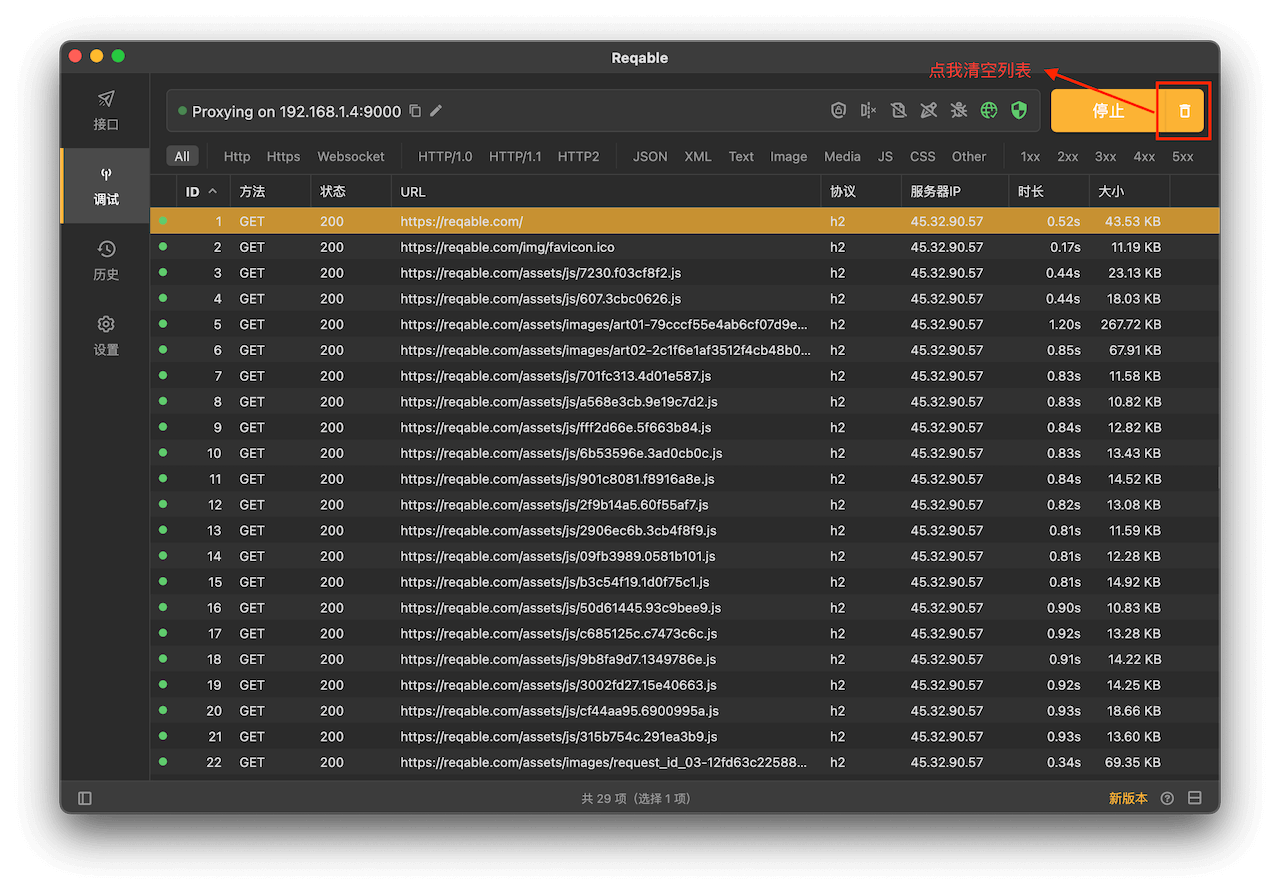 Reqable
点我清空列表
接口
Proxying on 192.168.1.4:9000
停止
All Http Https Websocket HTTP/1.0 HTTP/1.1 HTTP2 JSON XML Text Image Media JS CSS Other 1xx 2xx 3xx 4xx 5xx
调试
历史
设置
ID 方法 状态 URL 协议 服务器IP 时长 大小
1 GET 200 https://reqable.com/ h2 45.32.90.57 0.52s 43.53 KB
2 GET 200 https://reqable.com/img/favicon.ico h2 45.32.90.57 0.17s 11.19 KB
3 GET 200 https://reqable.com/assets/js/7230.f03cf8f2.js h2 45.32.90.57 0.44s 23.13 KB
4 GET 200 https://reqable.com/assets/js/607.3cbc0626.js h2 45.32.90.57 0.44s 18.03 KB
5 GET 200 https://reqable.com/assets/images/art01-79cccf55e4ab6cf07d9e... h2 45.32.90.57 1.20s 267.72 KB
6 GET 200 https://reqable.com/assets/images/art02-2c1f6e1af3512f4cb48b0... h2 45.32.90.57 0.85s 67.91 KB
7 GET 200 https://reqable.com/assets/js/701fc313.4d01e587.js h2 45.32.90.57 0.83s 11.58 KB
8 GET 200 https://reqable.com/assets/js/a568e3cb.9e19c7d2.js h2 45.32.90.57 0.83s 10.82 KB
9 GET 200 https://reqable.com/assets/js/fff2d66e.5f663b84.js h2 45.32.90.57 0.84s 12.82 KB
10 GET 200 https://reqable.com/assets/js/6b53596e.3ad0cb0c.js h2 45.32.90.57 0.83s 13.43 KB
11 GET 200 https://reqable.com/assets/js/901c8081.f8916a8e.js h2 45.32.90.57 0.84s 14.52 KB
12 GET 200 https://reqable.com/assets/js/2f9b14a5.60f55af7.js h2 45.32.90.57 0.82s 13.08 KB
13 GET 200 https://reqable.com/assets/js/2906ec6b.3cb4f8f9.js h2 45.32.90.57 0.81s 11.59 KB
14 GET 200 https://reqable.com/assets/js/09fb3989.0581b101.js h2 45.32.90.57 0.81s 12.28 KB
15 GET 200 https://reqable.com/assets/js/b3c54f19.1d0f75c1.js h2 45.32.90.57 0.81s 14.92 KB
16 GET 200 https://reqable.com/assets/js/50d61445.93c9bee9.js h2 45.32.90.57 0.90s 10.83 KB
17 GET 200 https://reqable.com/assets/js/c685125c.c7473c6c.js h2 45.32.90.57 0.92s 13.28 KB
18 GET 200 https://reqable.com/assets/js/9b8fa9d7.1349786e.js h2 45.32.90.57 0.91s 14.22 KB
19 GET 200 https://reqable.com/assets/js/3002fd27.15e40663.js h2 45.32.90.57 0.92s 14.25 KB
20 GET 200 https://reqable.com/assets/js/cf44aa95.6900995a.js h2 45.32.90.57 0.93s 18.66 KB
21 GET 200 https://reqable.com/assets/js/315b754c.291ea3b9.js h2 45.32.90.57 0.93s 13.60 KB
22 GET 200 https://reqable.com/assets/images/request_id_03-12fd63c22588... h2 45.32.90.57 0.34s 69.35 KB
共 29 项（选择 1 项）
新版本